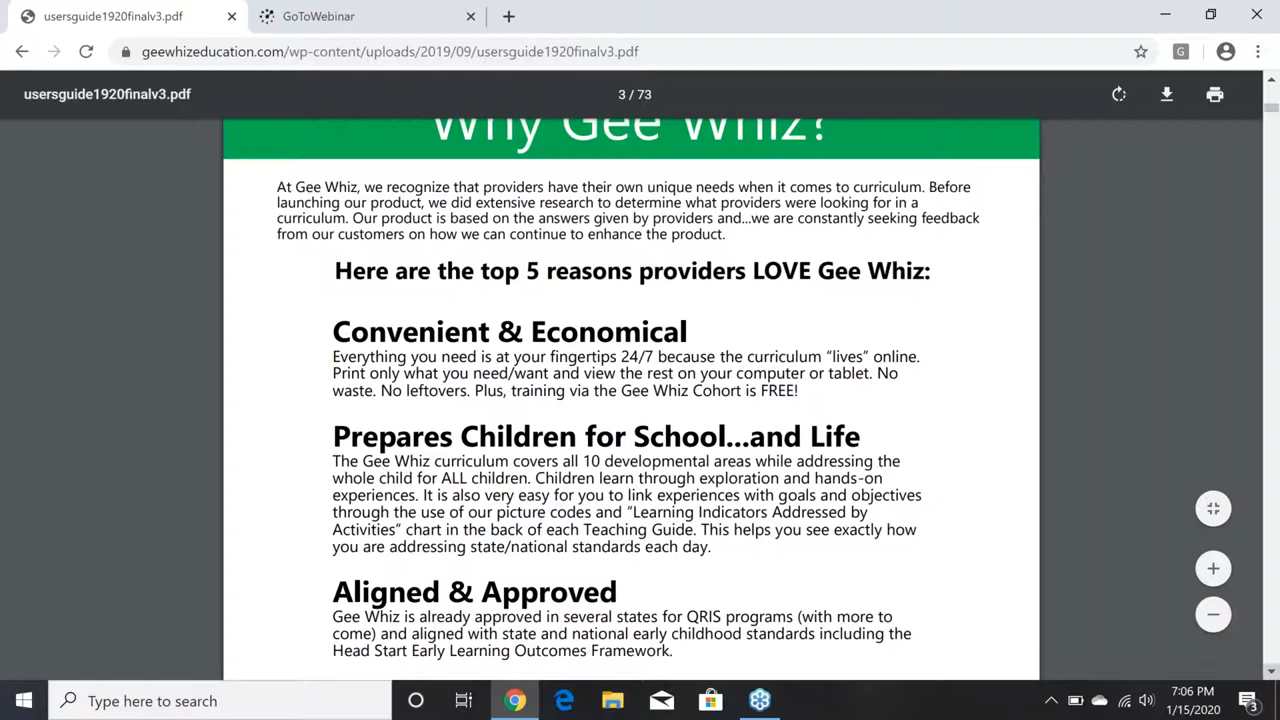 usersguide1920finalv3.pdf
GoToWebinar
geewhizeducation.com/wp-content/uploads/2019/09/usersguide1920finalv3.pdf
G
usersguide1920finalv3.pdf
3 / 73
Why Gee Whiz?
At Gee Whiz, we recognize that providers have their own unique needs when it comes to curriculum. Before
launching our product, we did extensive research to determine what providers were looking for in a
curriculum. Our product is based on the answers given by providers and...we are constantly seeking feedback
from our customers on how we can continue to enhance the product.
Here are the top 5 reasons providers LOVE Gee Whiz:
Convenient & Economical
Everything you need is at your fingertips 24/7 because the curriculum “lives” online.
Print only what you need/want and view the rest on your computer or tablet. No
waste. No leftovers. Plus, training via the Gee Whiz Cohort is FREE!
Prepares Children for School...and Life
The Gee Whiz curriculum covers all 10 developmental areas while addressing the
whole child for ALL children. Children learn through exploration and hands-on
experiences. It is also very easy for you to link experiences with goals and objectives
through the use of our picture codes and “Learning Indicators Addressed by
Activities” chart in the back of each Teaching Guide. This helps you see exactly how
you are addressing state/national standards each day.
Aligned & Approved
Gee Whiz is already approved in several states for QRIS programs (with more to
come) and aligned with state and national early childhood standards including the
Head Start Early Learning Outcomes Framework.
Type here to search
7:06 PM
1/15/2020
3